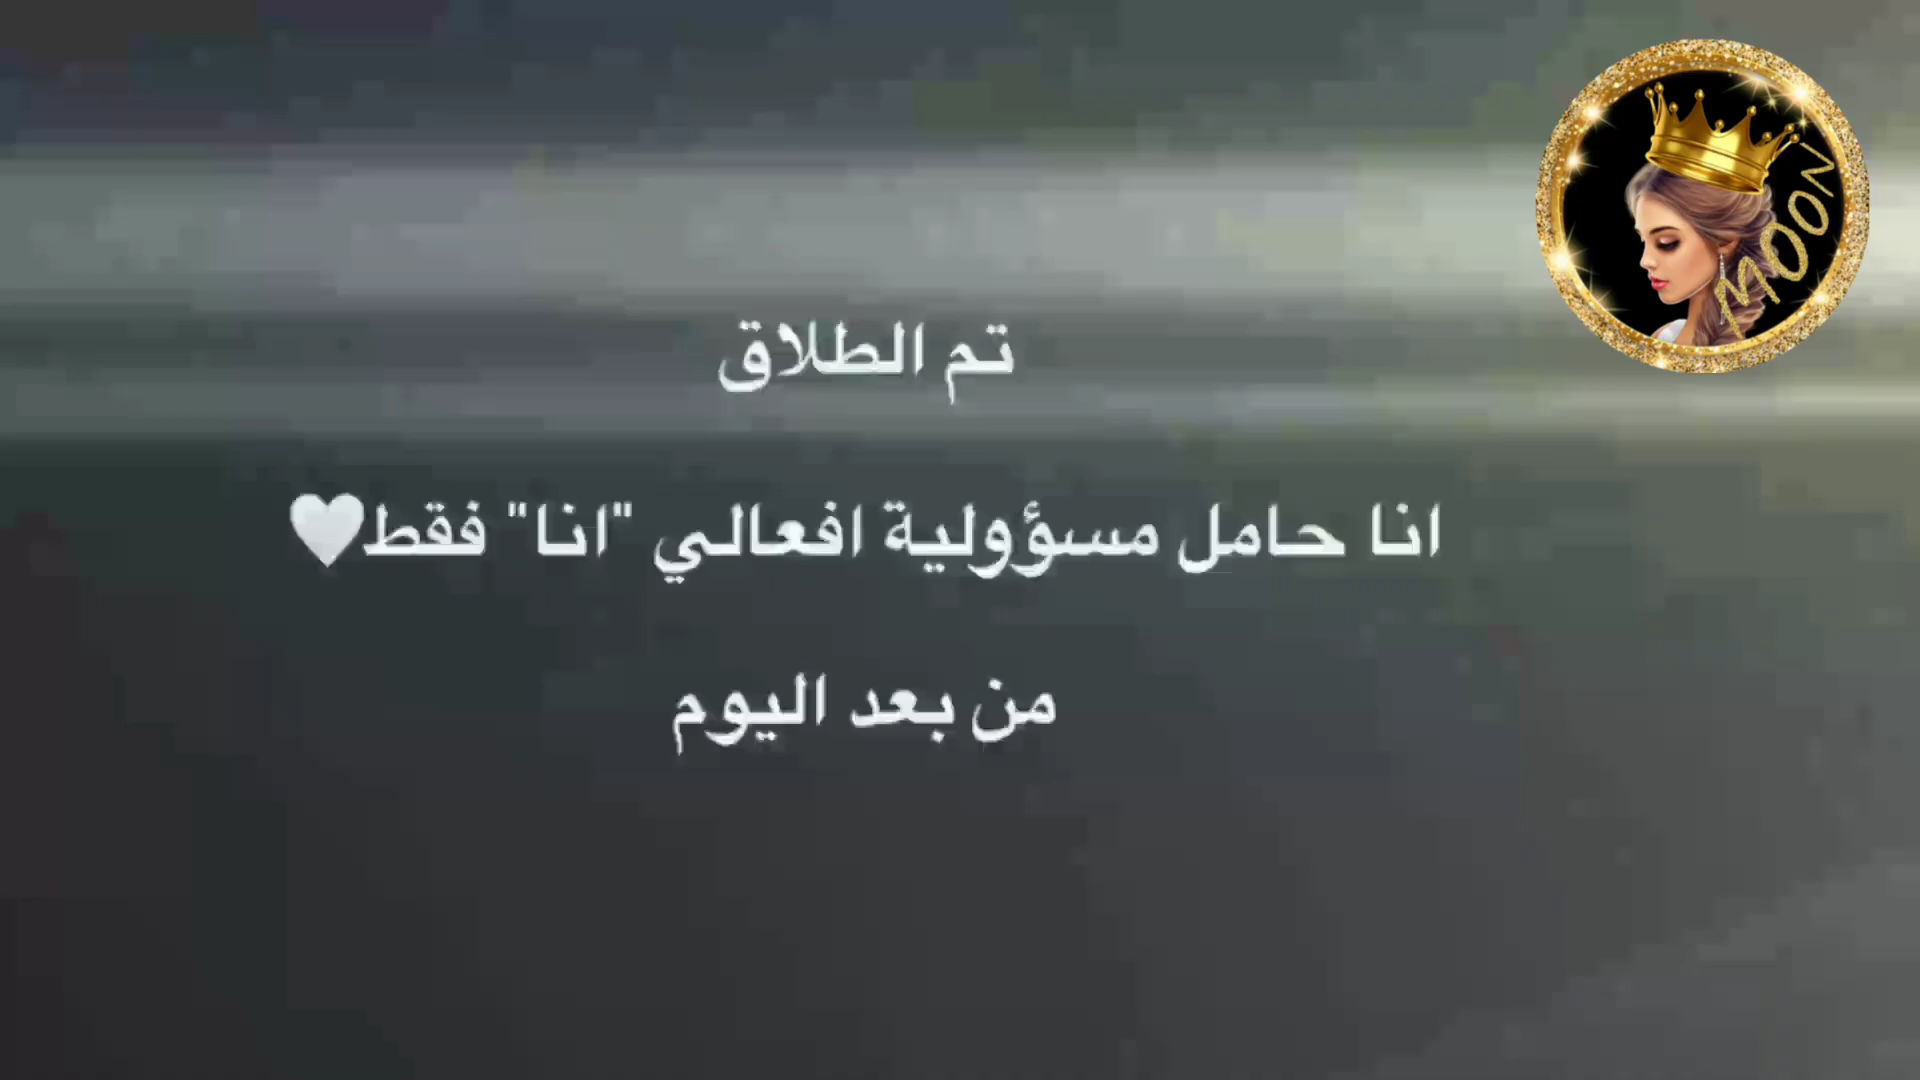 MOON
تم الطلاق
انا حامل مسؤولية افعالي "انا" فقط🤍
من بعد اليوم